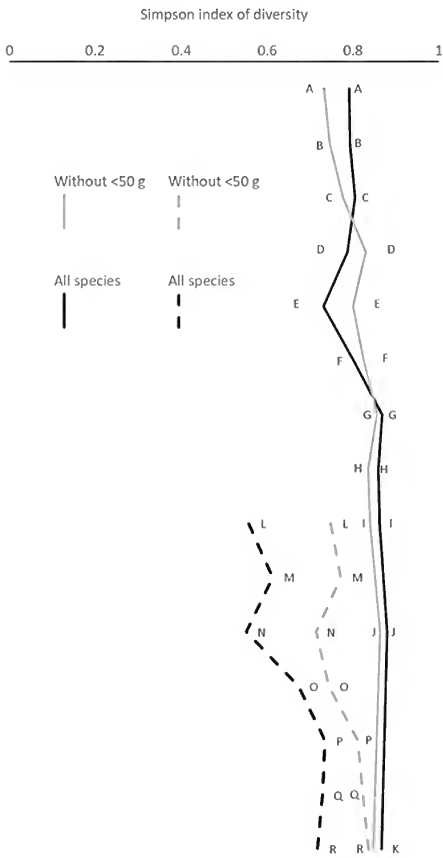 Simpson index of diversity
0 0.2 0.4 0.6 0.8 1
A A
B B
C C
D D
E E
F F
G G
H H
L L I I
M M
N N J J
O O
P P
Q Q
R R K
Without <50 g Without <50 g
All species All species